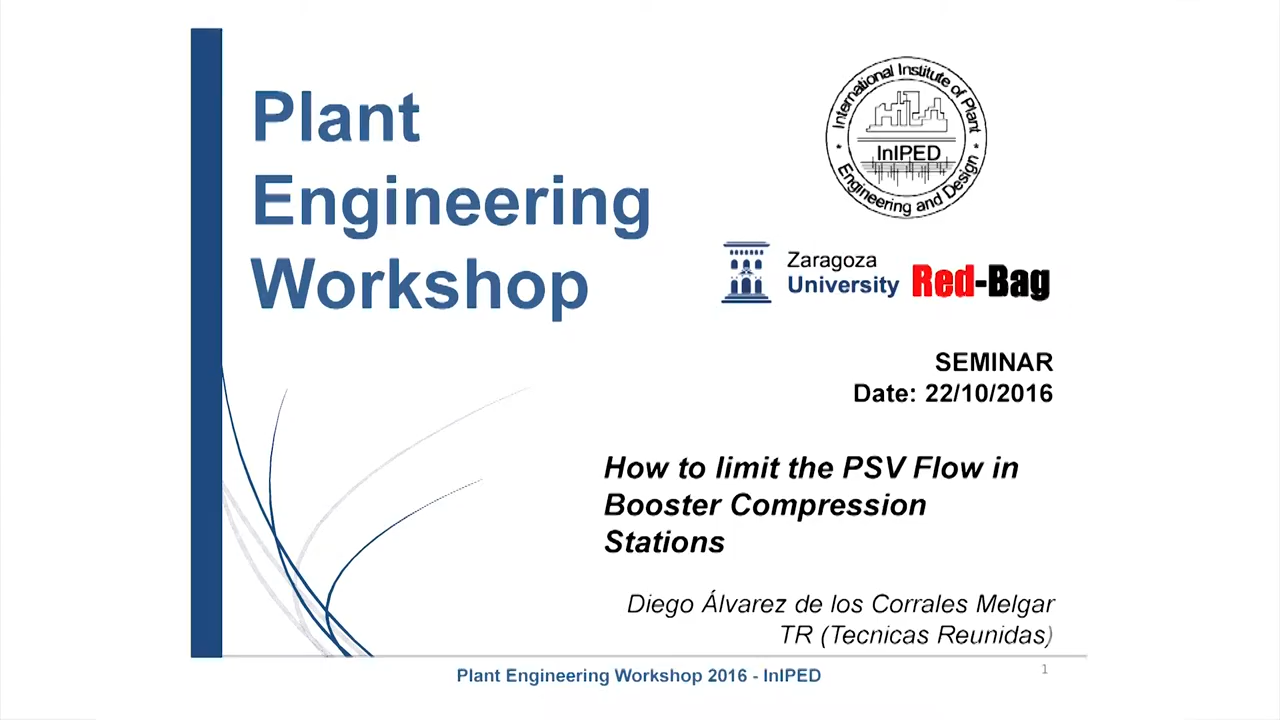 Plant
Engineering
Workshop
International Institute of Plant
InIPED
* Engineering and Design *
Zaragoza
University
Red-Bag
SEMINAR
Date: 22/10/2016
How to limit the PSV Flow in
Booster Compression
Stations
Diego Álvarez de los Corrales Melgar
TR (Tecnicas Reunidas)
Plant Engineering Workshop 2016 - InIPED
1